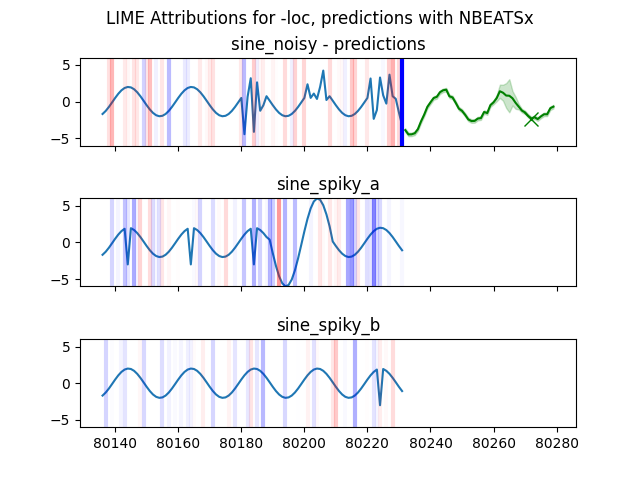 LIME Attributions for -loc, predictions with NBEATSx
sine_noisy - predictions
5
0
−5
sine_spiky_a
5
0
−5
sine_spiky_b
5
0
−5
80140 80160 80180 80200 80220 80240 80260 80280